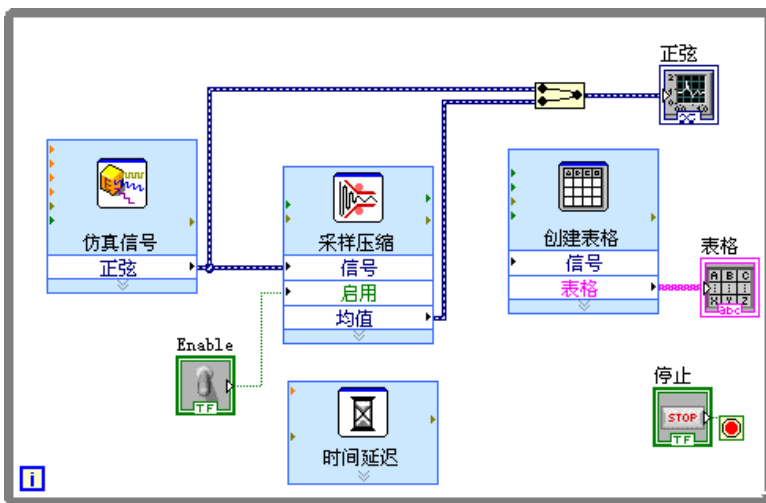 正弦
仿真信号
正弦
采样压缩
信号
启用
均值
创建表格
信号
表格
表格
A B C
X Y Z
abc
Enable
TF
时间延迟
停止
STOP
TF
i